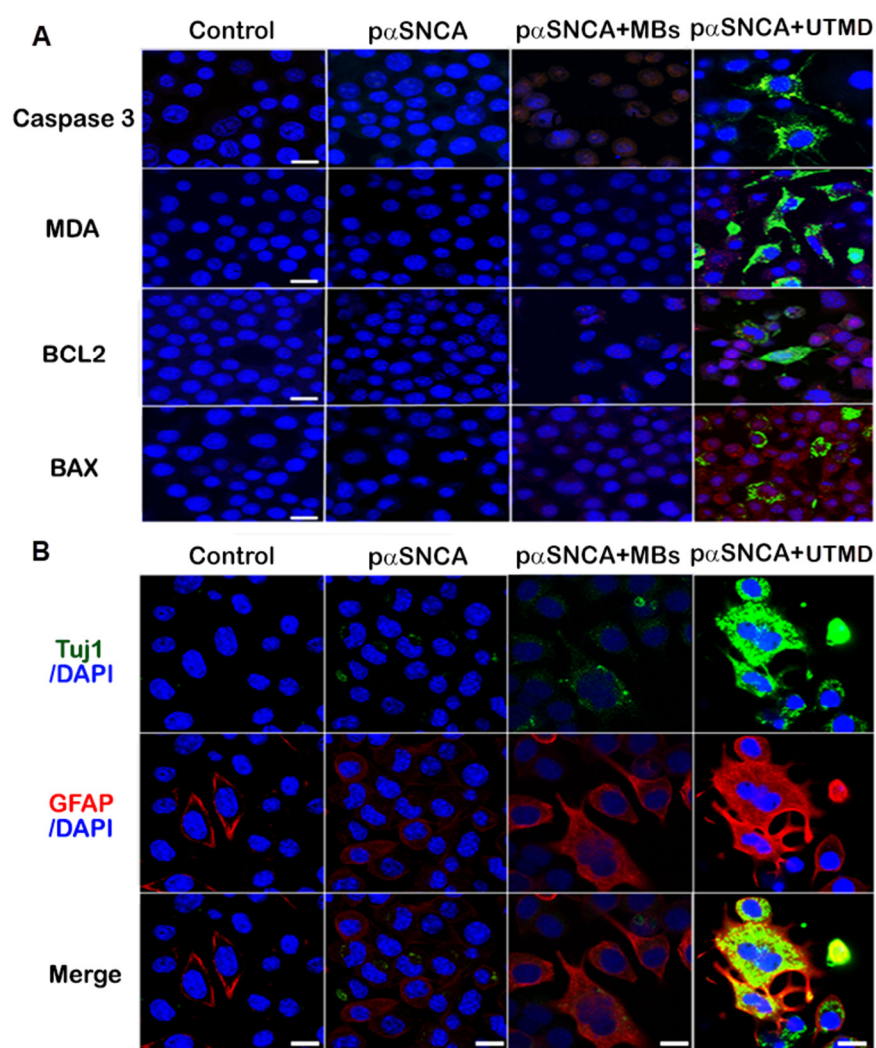 A
Control pαSNCA pαSNCA+MBs pαSNCA+UTMD
Caspase 3
MDA
BCL2
BAX
B
Control pαSNCA pαSNCA+MBs pαSNCA+UTMD
Tuj1
/DAPI
GFAP
/DAPI
Merge